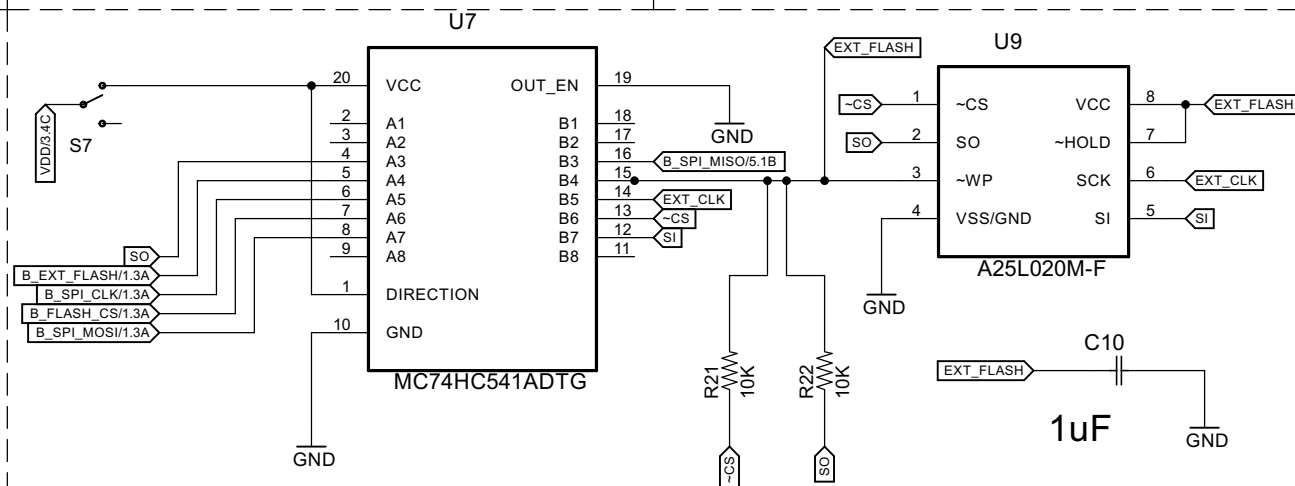 U7
U9
VDD/3.4C
S7
20 VCC OUT_EN 19
2 A1 B1 18
3 A2 B2 17
4 A3 B3 16
5 A4 B4 15
6 A5 B5 14
7 A6 B6 13
8 A7 B7 12
9 A8 B8 11
1 DIRECTION
10 GND
MC74HC541ADTG
SO
B_EXT_FLASH/1.3A
B_SPI_CLK/1.3A
B_FLASH_CS/1.3A
B_SPI_MOSI/1.3A
GND
GND
B_SPI_MISO/5.1B
EXT_CLK
~CS
SI
EXT_FLASH
R21
10K
~CS
R22
10K
SO
~CS 1 ~CS VCC 8 EXT_FLASH
SO 2 SO ~HOLD 7
3 ~WP SCK 6 EXT_CLK
4 VSS/GND SI 5 SI
A25L020M-F
GND
C10
EXT_FLASH
1uF
GND